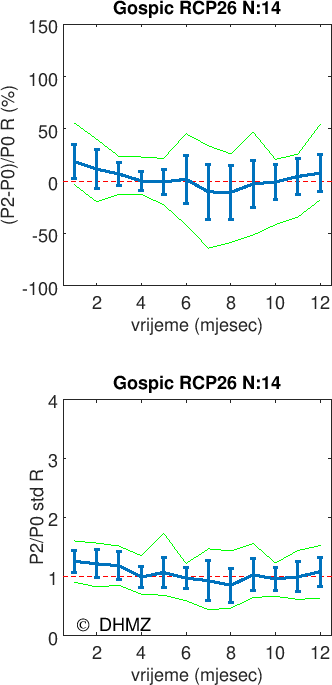 Gospic RCP26 N:14
150
100
50
0
-50
-100
(P2-P0)/P0 R (%)
2 4 6 8 10 12
vrijeme (mjesec)
Gospic RCP26 N:14
4
3
2
1
0
P2/P0 std R
© DHMZ
2 4 6 8 10 12
vrijeme (mjesec)